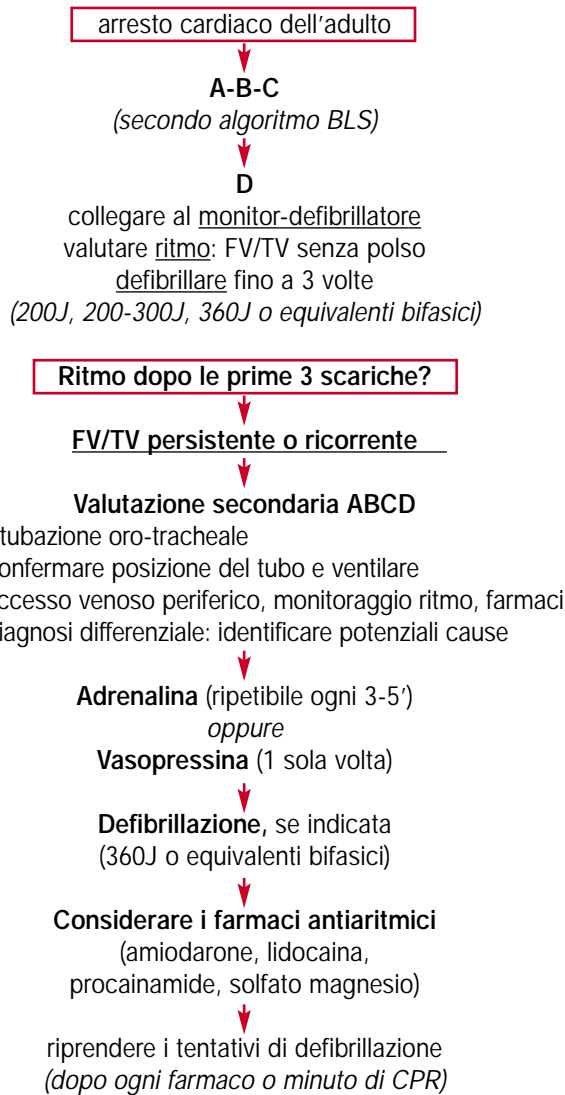 arresto cardiaco dell'adulto
A-B-C
(secondo algoritmo BLS)
D
collegare al monitor-defibrillatore
valutare ritmo: FV/TV senza polso
defibrillare fino a 3 volte
(200J, 200-300J, 360J o equivalenti bifasici)
Ritmo dopo le prime 3 scariche?
FV/TV persistente o ricorrente
Valutazione secondaria ABCD
tubazione oro-tracheale
onfermare posizione del tubo e ventilare
ccesso venoso periferico, monitoraggio ritmo, farmaci
iagnosi differenziale: identificare potenziali cause
Adrenalina (ripetibile ogni 3-5')
oppure
Vasopressina (1 sola volta)
Defibrillazione, se indicata
(360J o equivalenti bifasici)
Considerare i farmaci antiaritmici
(amiodarone, lidocaina,
procainamide, solfato magnesio)
riprendere i tentativi di defibrillazione
(dopo ogni farmaco o minuto di CPR)